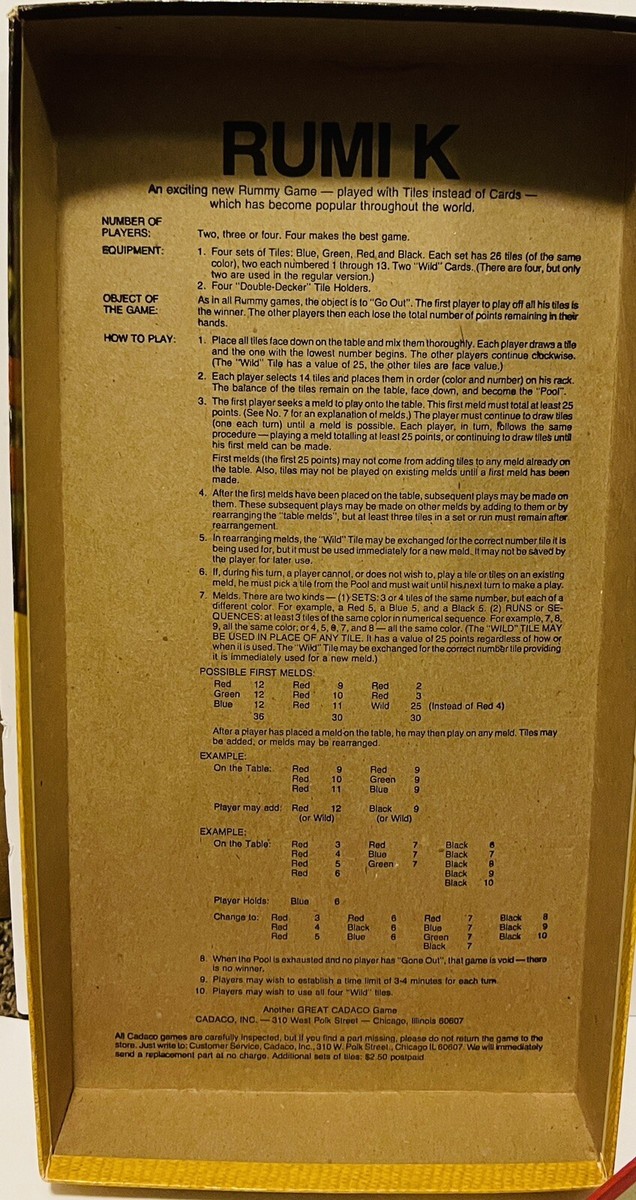 RUMI K
An exciting new Rummy Game — played with Tiles instead of Cards —
which has become popular throughout the world.
NUMBER OF
PLAYERS: Two, three or four. Four makes the best game.
EQUIPMENT: 1. Four sets of Tiles: Blue, Green, Red, and Black. Each set has 26 tiles (of the same
color), two each numbered 1 through 13. Two "Wild" Cards. (There are four, but only
two are used in the regular version.)
2. Four "Double-Decker" Tile Holders.
OBJECT OF
THE GAME: As in all Rummy games, the object is to "Go Out". The first player to play off all his tiles is
the winner. The other players then each lose the total number of points remaining in their
hands.
HOW TO PLAY: 1. Place all tiles face down on the table and mix them thoroughly. Each player draws a tile
and the one with the lowest number begins. The other players continue clockwise.
(The "Wild" Tile has a value of 25, the other tiles are face value.)
2. Each player selects 14 tiles and places them in order (color and number) on his rack.
The balance of the tiles remain on the table, face down, and become the "Pool".
3. The first player seeks a meld to play onto the table. This first meld must total at least 25
points. (See No. 7 for an explanation of melds.) The player must continue to draw tiles
(one each turn) until a meld is possible. Each player, in turn, follows the same
procedure — playing a meld totalling at least 25 points, or continuing to draw tiles until
his first meld can be made.
First melds (the first 25 points) may not come from adding tiles to any meld already on
the table. Also, tiles may not be played on existing melds until a first meld has been
made.
4. After the first melds have been placed on the table, subsequent plays may be made on
them. These subsequent plays may be made on other melds by adding to them or by
rearranging the "table melds", but at least three tiles in a set or run must remain after
rearrangement.
5. In rearranging melds, the "Wild" Tile may be exchanged for the correct number tile it is
being used for, but it must be used immediately for a new meld. It may not be saved by
the player for later use.
6. If, during his turn, a player cannot, or does not wish to, play a tile or tiles on an existing
meld, he must pick a tile from the Pool and must wait until his next turn to make a play.
7. Melds. There are two kinds — (1) SETS: 3 or 4 tiles of the same number, but each of a
different color. For example, a Red 5, a Blue 5, and a Black 5. (2) RUNS or SE-
QUENCES: at least 3 tiles of the same color in numerical sequence. For example, 7, 8,
9, all the same color; or 4, 5, 6, 7, and 8 — all the same color. (The "WILD" TILE MAY
BE USED IN PLACE OF ANY TILE. It has a value of 25 points regardless of how or
when it is used. The "Wild" Tile may be exchanged for the correct number tile providing
it is immediately used for a new meld.)
POSSIBLE FIRST MELDS:
Red 12 Red 9 Red 2
Green 12 Red 10 Red 3
Blue 12 Red 11 Wild 25 (Instead of Red 4)
36 30 30
After a player has placed a meld on the table, he may then play on any meld. Tiles may
be added, or melds may be rearranged.
EXAMPLE:
On the Table: Red 9 Red 9
Red 10 Green 9
Red 11 Blue 9
Player may add: Red 12 Black 9
(or Wild) (or Wild)
EXAMPLE:
On the Table: Red 3 Red 7 Black 6
Red 4 Blue 7 Black 7
Red 5 Green 7 Black 8
Red 6 Black 9
Black 10
Player Holds: Blue 6
Change to: Red 3 Red 6 Red 7 Black 8
Red 4 Black 6 Blue 7 Black 9
Red 5 Blue 6 Green 7 Black 10
Black 7
8. When the Pool is exhausted and no player has "Gone Out", that game is void — there
is no winner.
9. Players may wish to establish a time limit of 3-4 minutes for each turn.
10. Players may wish to use all four "Wild" tiles.
Another GREAT CADACO Game
CADACO, INC. — 310 West Polk Street — Chicago, Illinois 60607
All Cadaco games are carefully inspected, but if you find a part missing, please do not return the game to the
store. Just write to: Customer Service, Cadaco, Inc., 310 W. Polk Street., Chicago IL 60607. We will immediately
send a replacement part at no charge. Additional sets of tiles: $2.50 postpaid